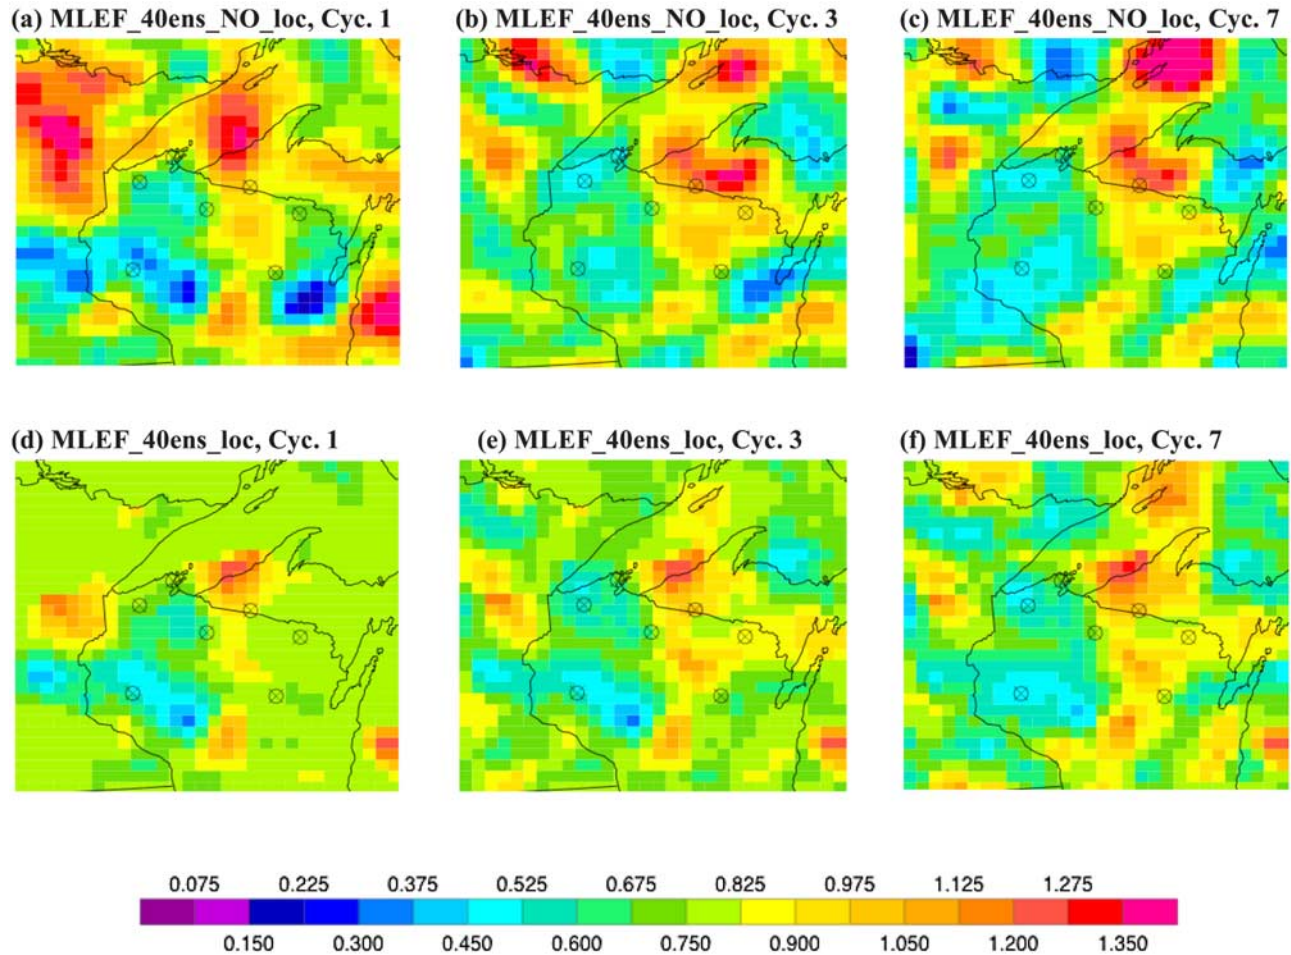 (a) MLEF_40ens_NO_loc, Cyc. 1 (b) MLEF_40ens_NO_loc, Cyc. 3 (c) MLEF_40ens_NO_loc, Cyc. 7
(d) MLEF_40ens_loc, Cyc. 1 (e) MLEF_40ens_loc, Cyc. 3 (f) MLEF_40ens_loc, Cyc. 7
0.075 0.225 0.375 0.525 0.675 0.825 0.975 1.125 1.275
0.150 0.300 0.450 0.600 0.750 0.900 1.050 1.200 1.350